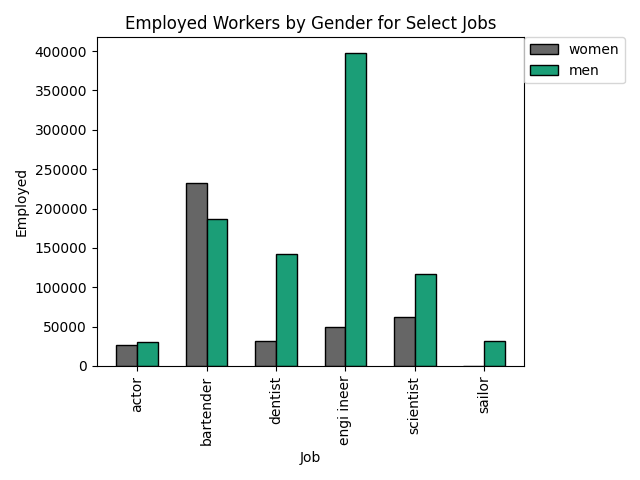 Employed Workers by Gender for Select Jobs
women
men
400000
350000
300000
250000
200000
150000
100000
50000
0
Employed
actor
bartender
dentist
engi ineer
scientist
sailor
Job